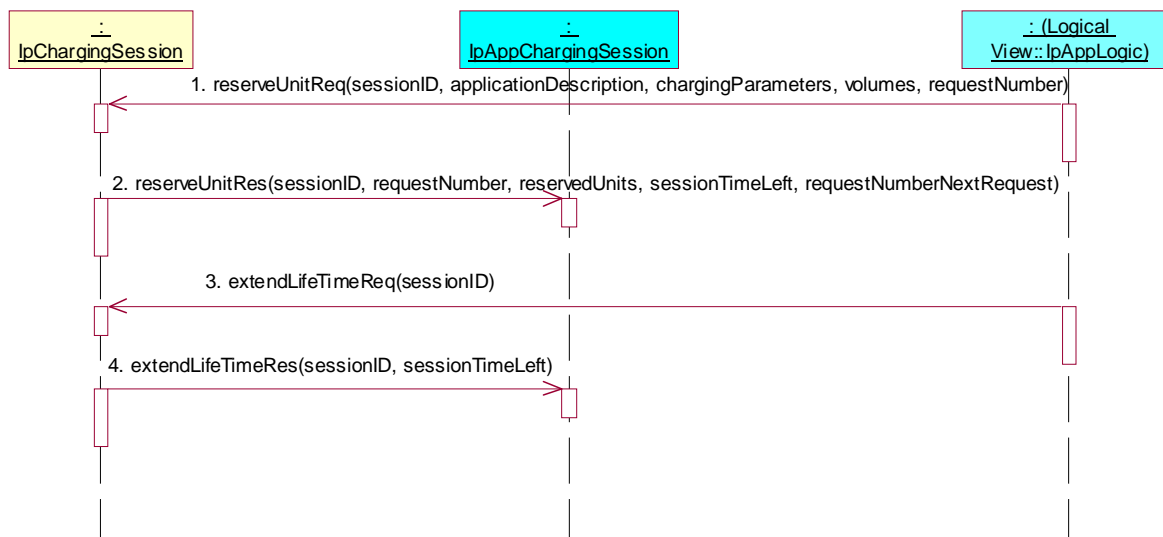 :
IpChargingSession
:
IpAppChargingSession
: (Logical
View::IpAppLogic)
1. reserveUnitReq(sessionID, applicationDescription, chargingParameters, volumes, requestNumber)
2. reserveUnitRes(sessionID, requestNumber, reservedUnits, sessionTimeLeft, requestNumberNextRequest)
3. extendLifeTimeReq(sessionID)
4. extendLifeTimeRes(sessionID, sessionTimeLeft)